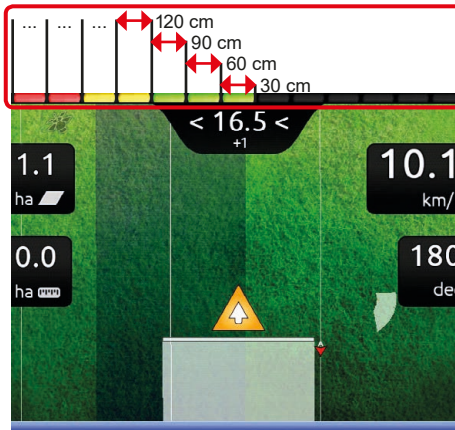 ... ... ... 120 cm
90 cm
60 cm
30 cm
< 16.5 <
+1
1.1
ha
10.1
km/
0.0
ha
180
de